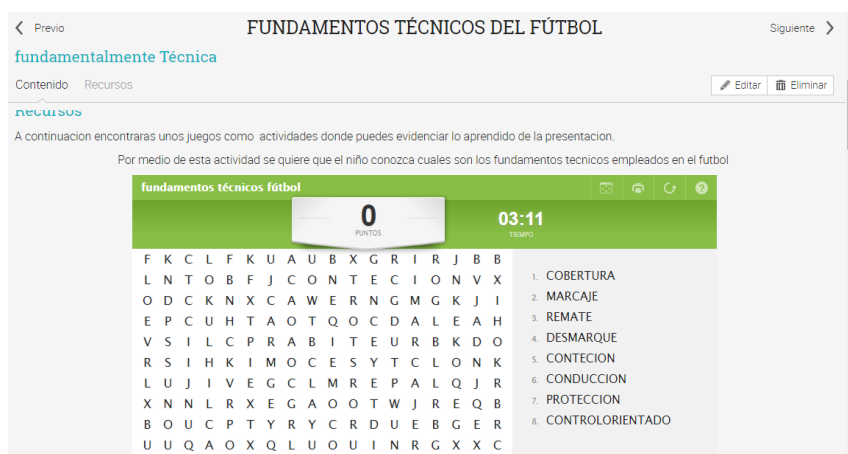 Previo
FUNDAMENTOS TÉCNICOS DEL FÚTBOL
Siguiente
fundamentalmente Técnica
Contenido Recursos
Editar Eliminar
Recursos
A continuacion encontraras unos juegos como actividades donde puedes evidenciar lo aprendido de la presentacion.
Por medio de esta actividad se quiere que el niño conozca cuales son los fundamentos tecnicos empleados en el futbol
fundamentos técnicos fútbol
?
0
PUNTOS
03:11
TIEMPO
F K C L F K U A U B X G R I R J B B
L N T O B F J C O N T E C I O N V X
O D C K N X C A W E R N G M G K J I
E P C U H T A O T Q O C D A L E A H
V S I L C P R A B I T E U R B K D O
R S I H K I M O C E S Y T C L O N K
L U J I V E G C L M R E P A L Q J R
X N N L R X E G A O O T W J R E Q B
B O U C P T Y R Y C R D U E B G E R
U U Q A O X Q L U O U I N R G X X C
1. COBERTURA
2. MARCAJE
3. REMATE
4. DESMARQUE
5. CONTECION
6. CONDUCCION
7. PROTECCION
8. CONTROLORIENTADO